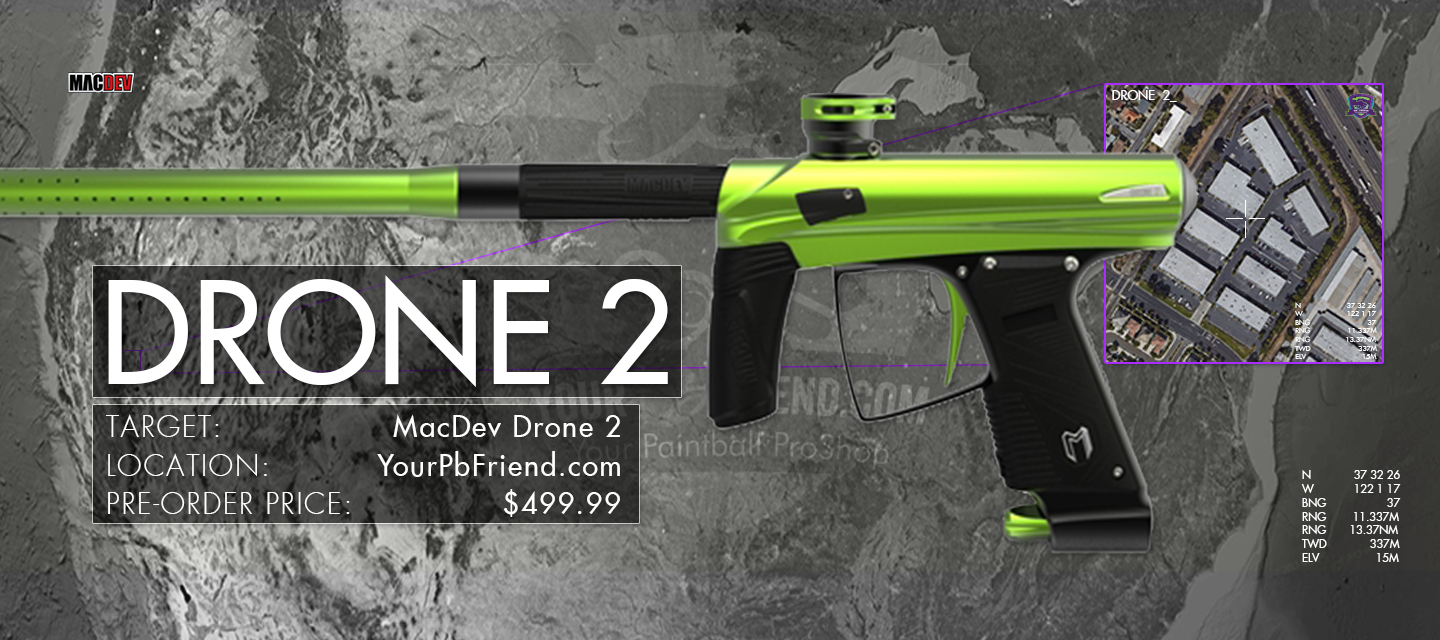 MACDEV
DRONE 2_
MACDEV
DRONE 2
TARGET: MacDev Drone 2
LOCATION: YourPbFriend.com
PRE-ORDER PRICE: $499.99
FRIEND.COM
Your Paintball ProShop
N 37 32 26
W 122 1 17
BNG 37
RNG 11.337M
RNG 13.37NM
TWD 337M
ELV 15M
N 37 32 26
W 122 1 17
BNG 37
RNG 11.337M
RNG 13.37NM
TWD 337M
ELV 15M